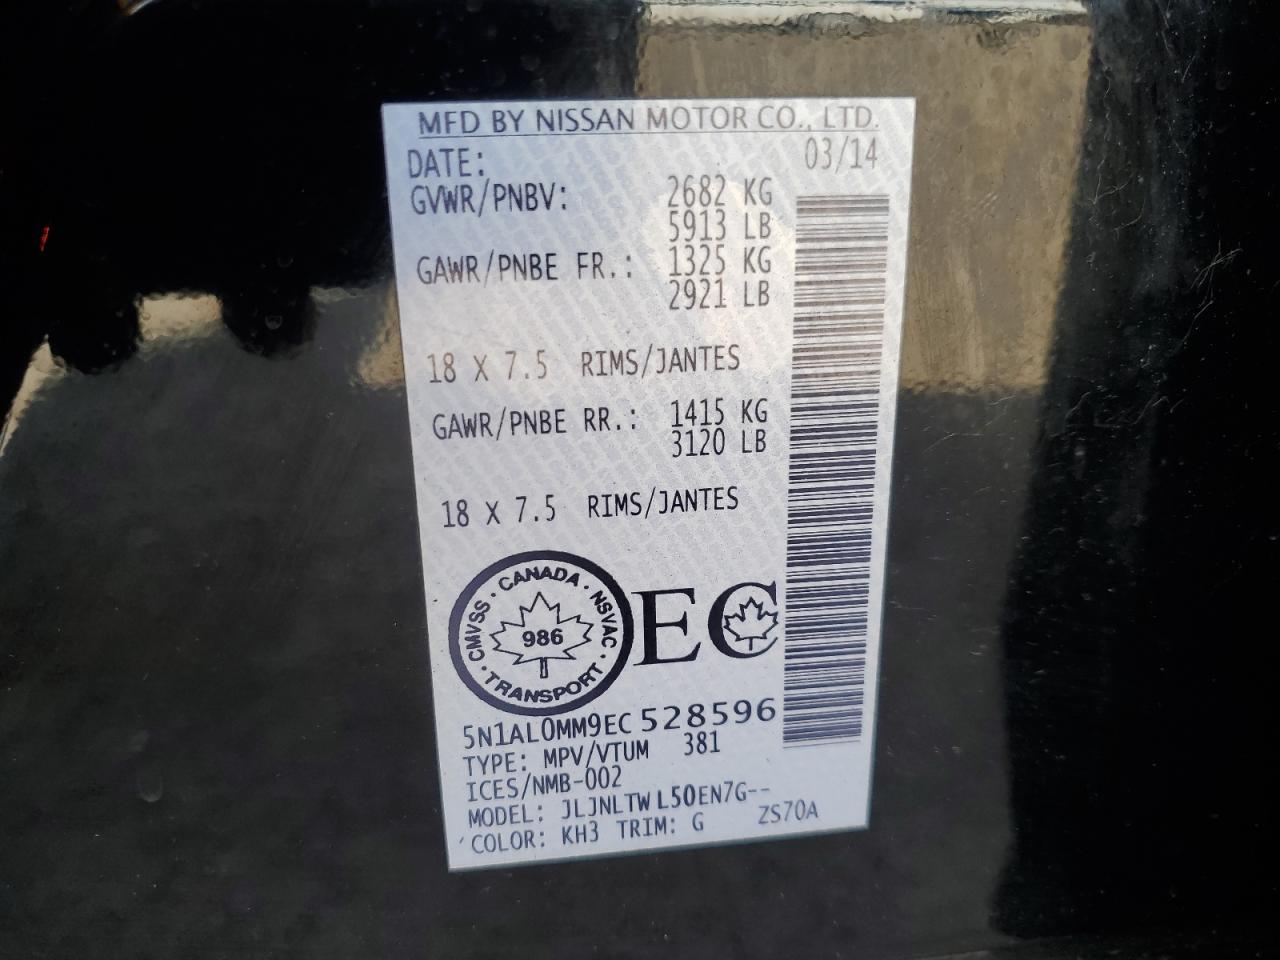 MFD BY NISSAN MOTOR CO., LTD.
DATE: 03/14
GVWR/PNBV: 2682 KG
5913 LB
GAWR/PNBE FR.: 1325 KG
2921 LB
18 X 7.5 RIMS/JANTES
GAWR/PNBE RR.: 1415 KG
3120 LB
18 X 7.5 RIMS/JANTES
CMVSS · CANADA · NSVAC · TRANSPORT ·
986
EC
5N1AL0MM9EC528596
TYPE: MPV/VTUM 381
ICES/NMB-002
MODEL: JLJNLTWL50EN7G--
COLOR: KH3 TRIM: G ZS70A